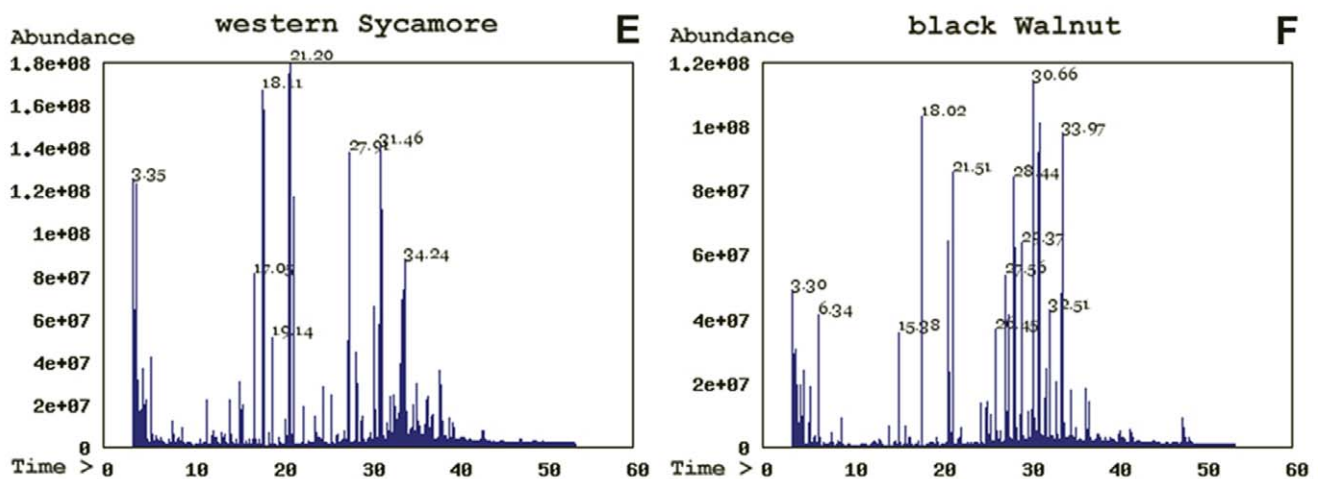 western Sycamore E
Abundance
1.8e+08
1.6e+08
1.4e+08
1.2e+08
1e+08
8e+07
6e+07
4e+07
2e+07
0
21.20
18.11
27.91
31.46
3.35
34.24
17.05
19.14
Time > 0 10 20 30 40 50 60
black Walnut F
Abundance
1.2e+08
1e+08
8e+07
6e+07
4e+07
2e+07
0
30.66
18.02
33.97
21.51
28.44
27.56
3.30
6.34
32.51
Time > 0 10 20 30 40 50 60